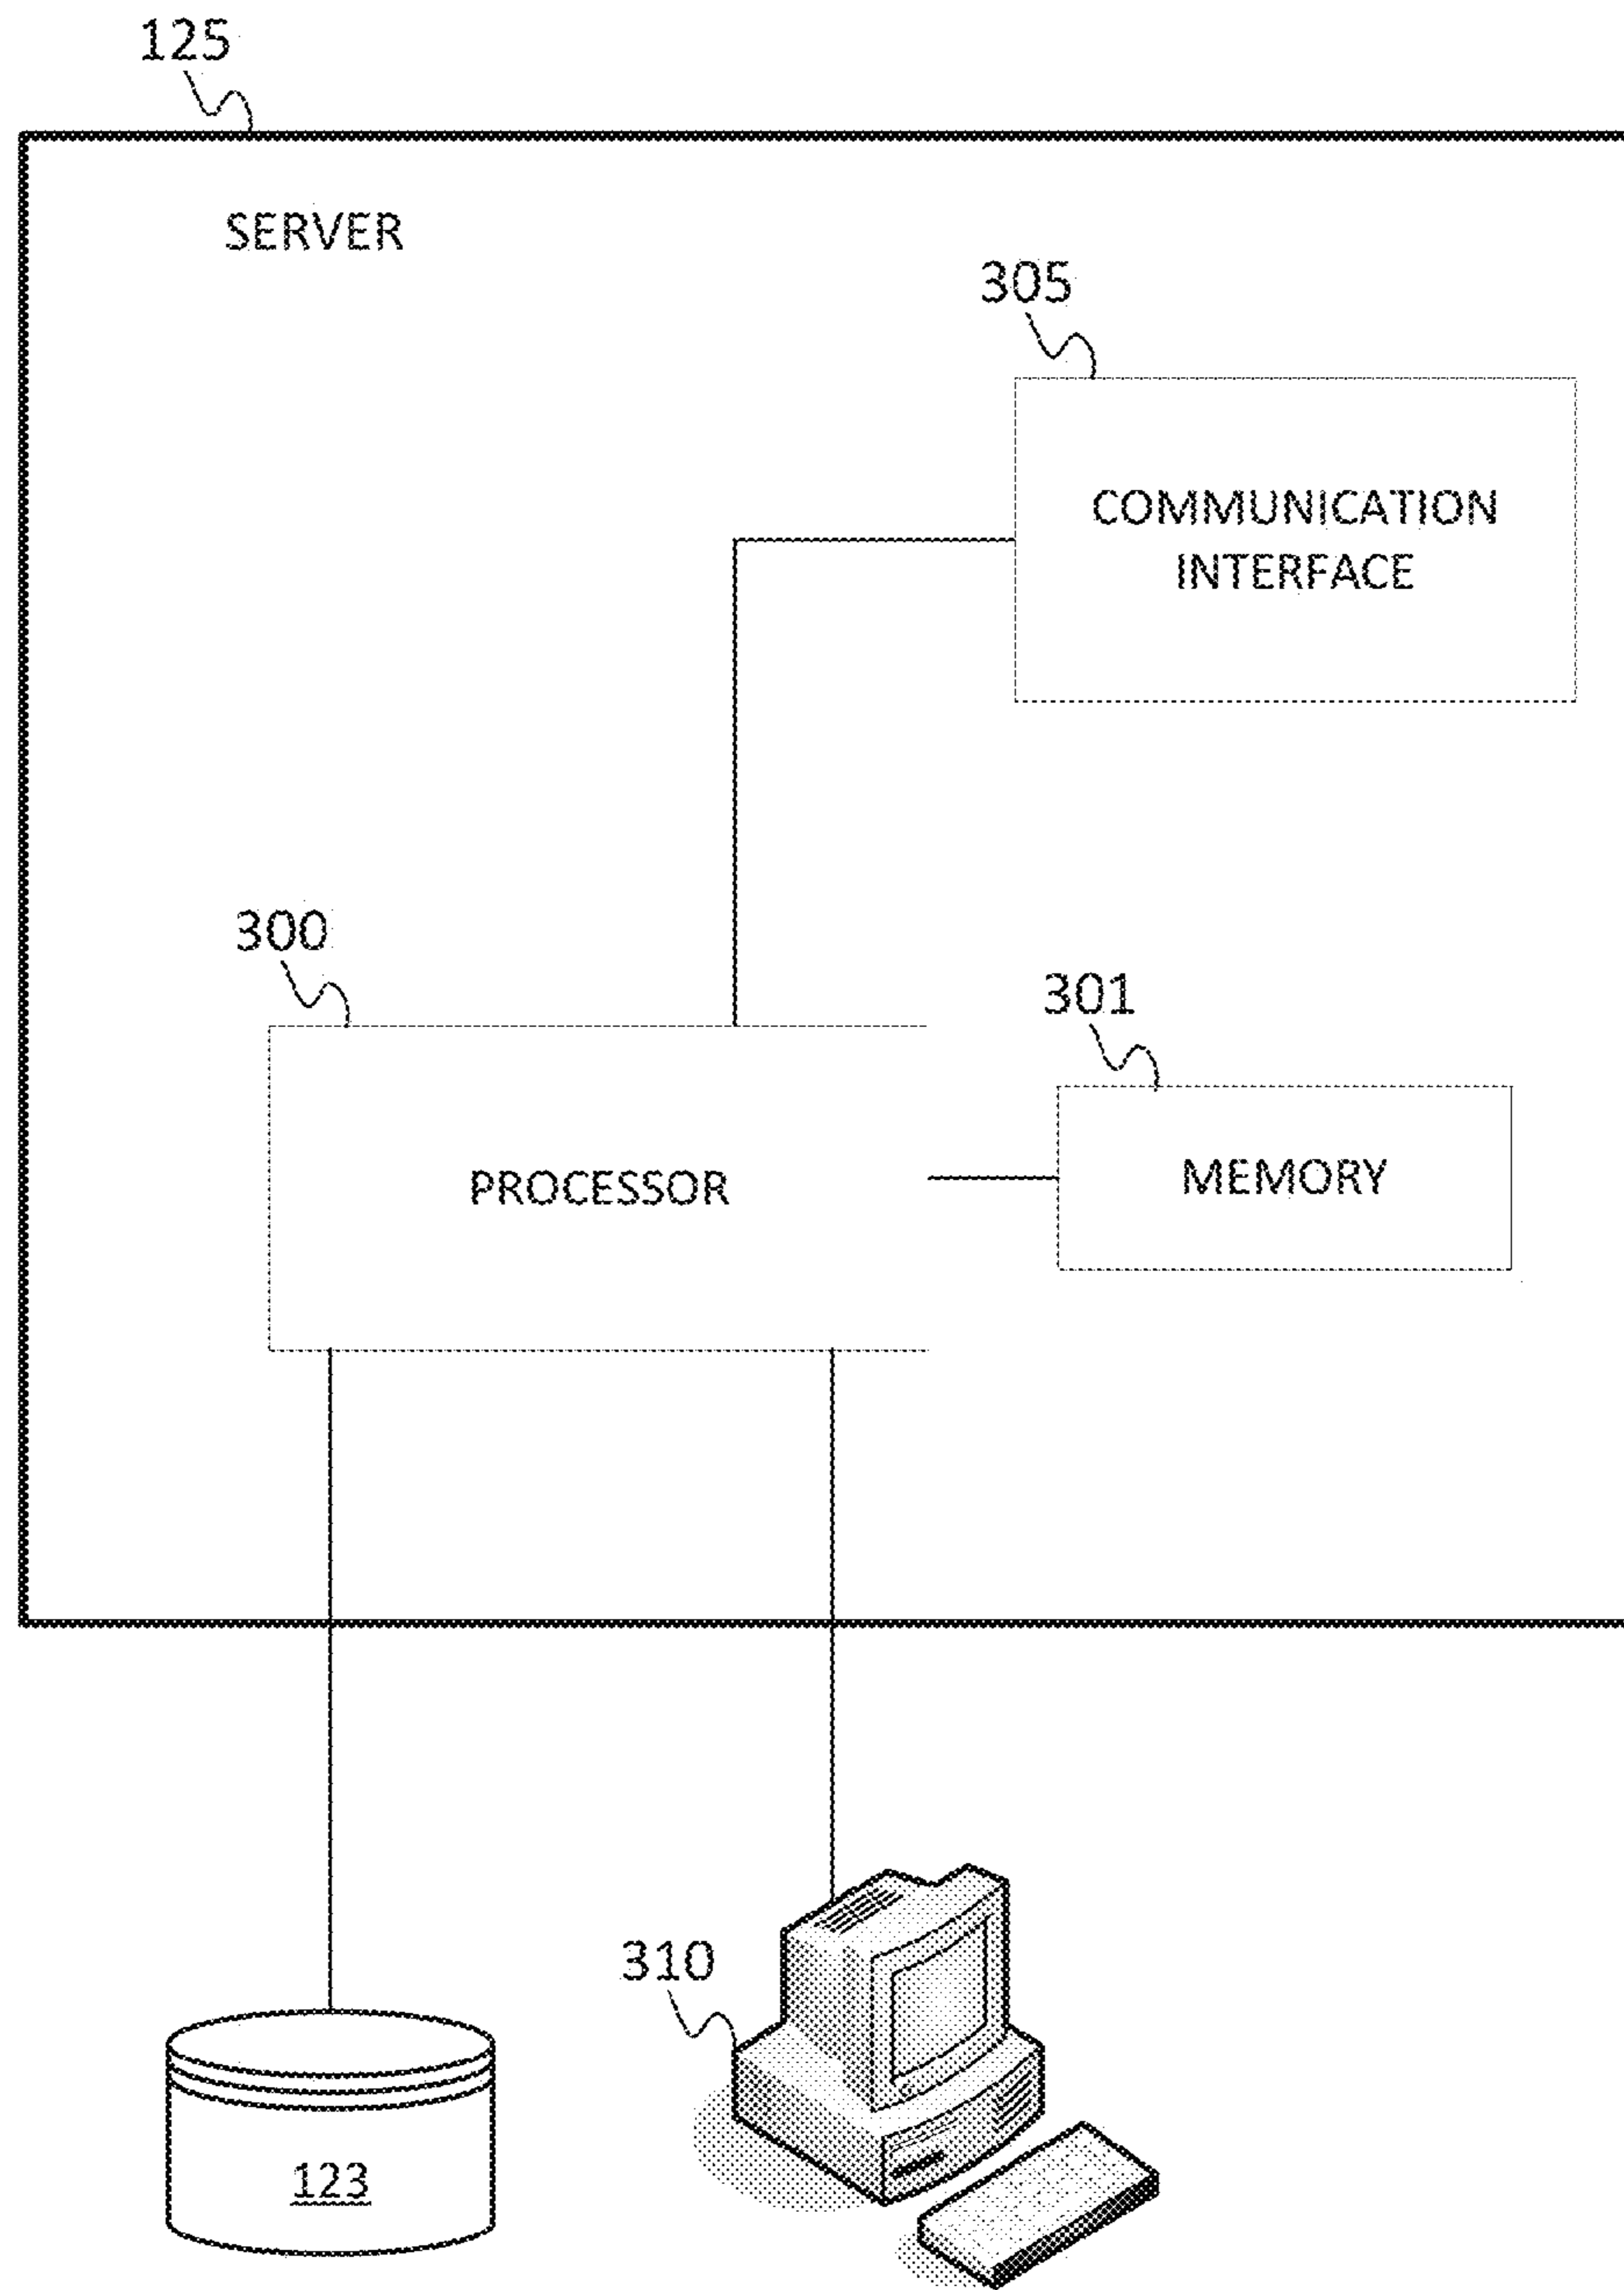 125
SERVER
305
COMMUNICATION
INTERFACE
300
301
PROCESSOR
MEMORY
310
123